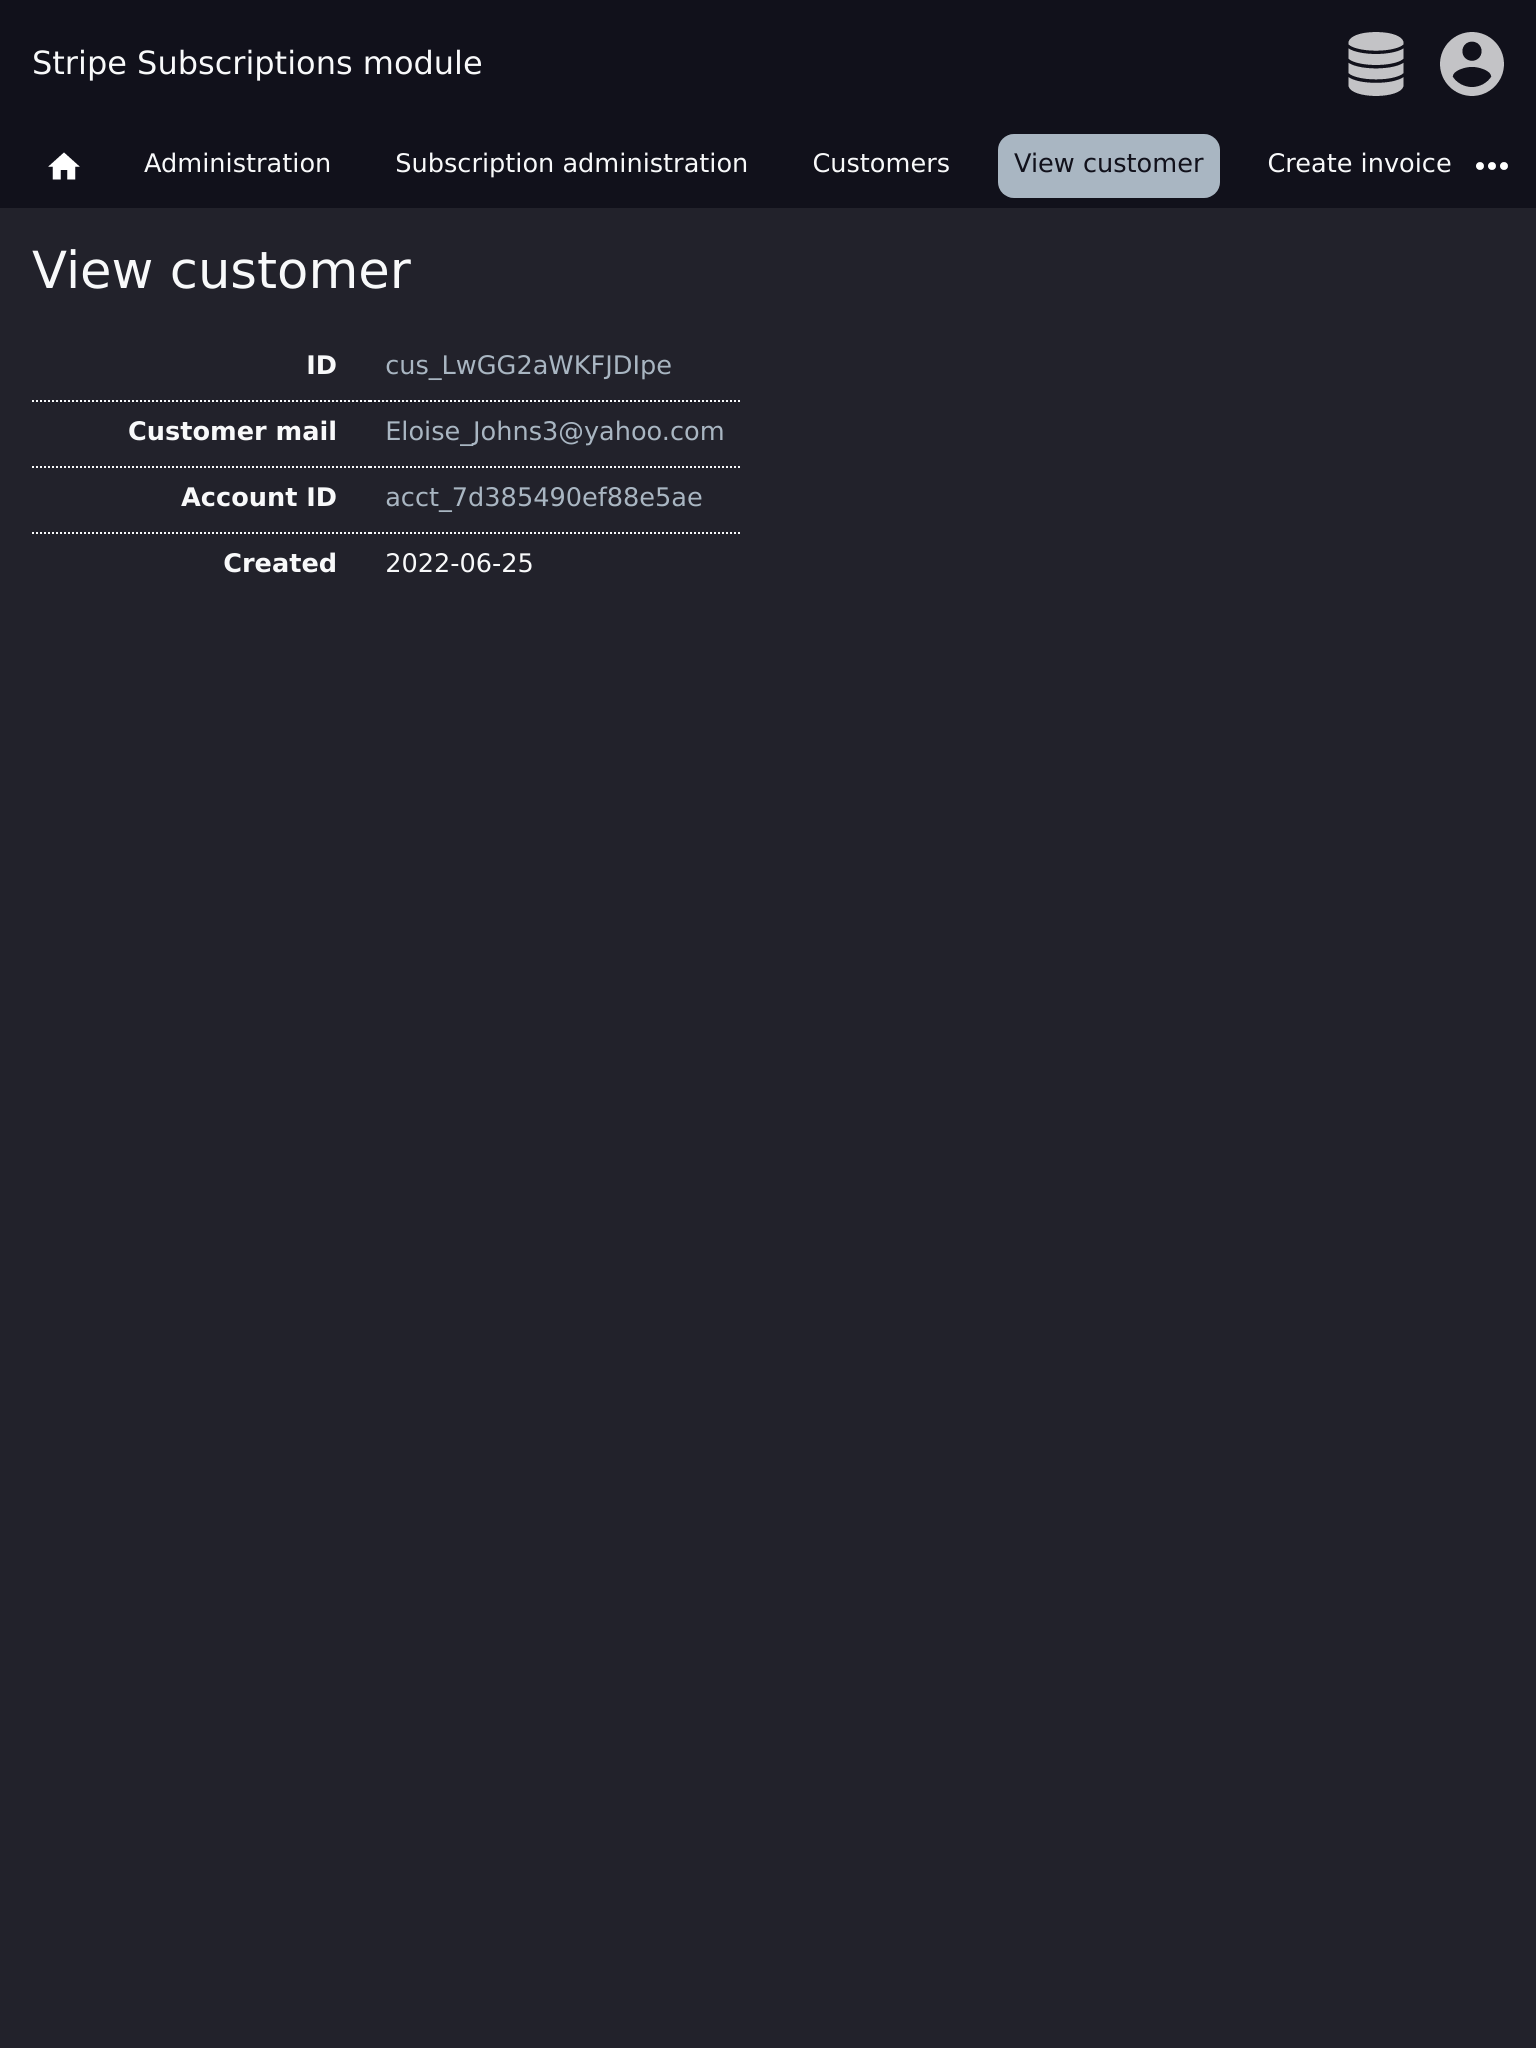 Stripe Subscriptions module
Administration Subscription administration Customers View customer Create invoice
View customer
ID cus_LwGG2aWKFJDIpe
Customer mail Eloise_Johns3@yahoo.com
Account ID acct_7d385490ef88e5ae
Created 2022-06-25